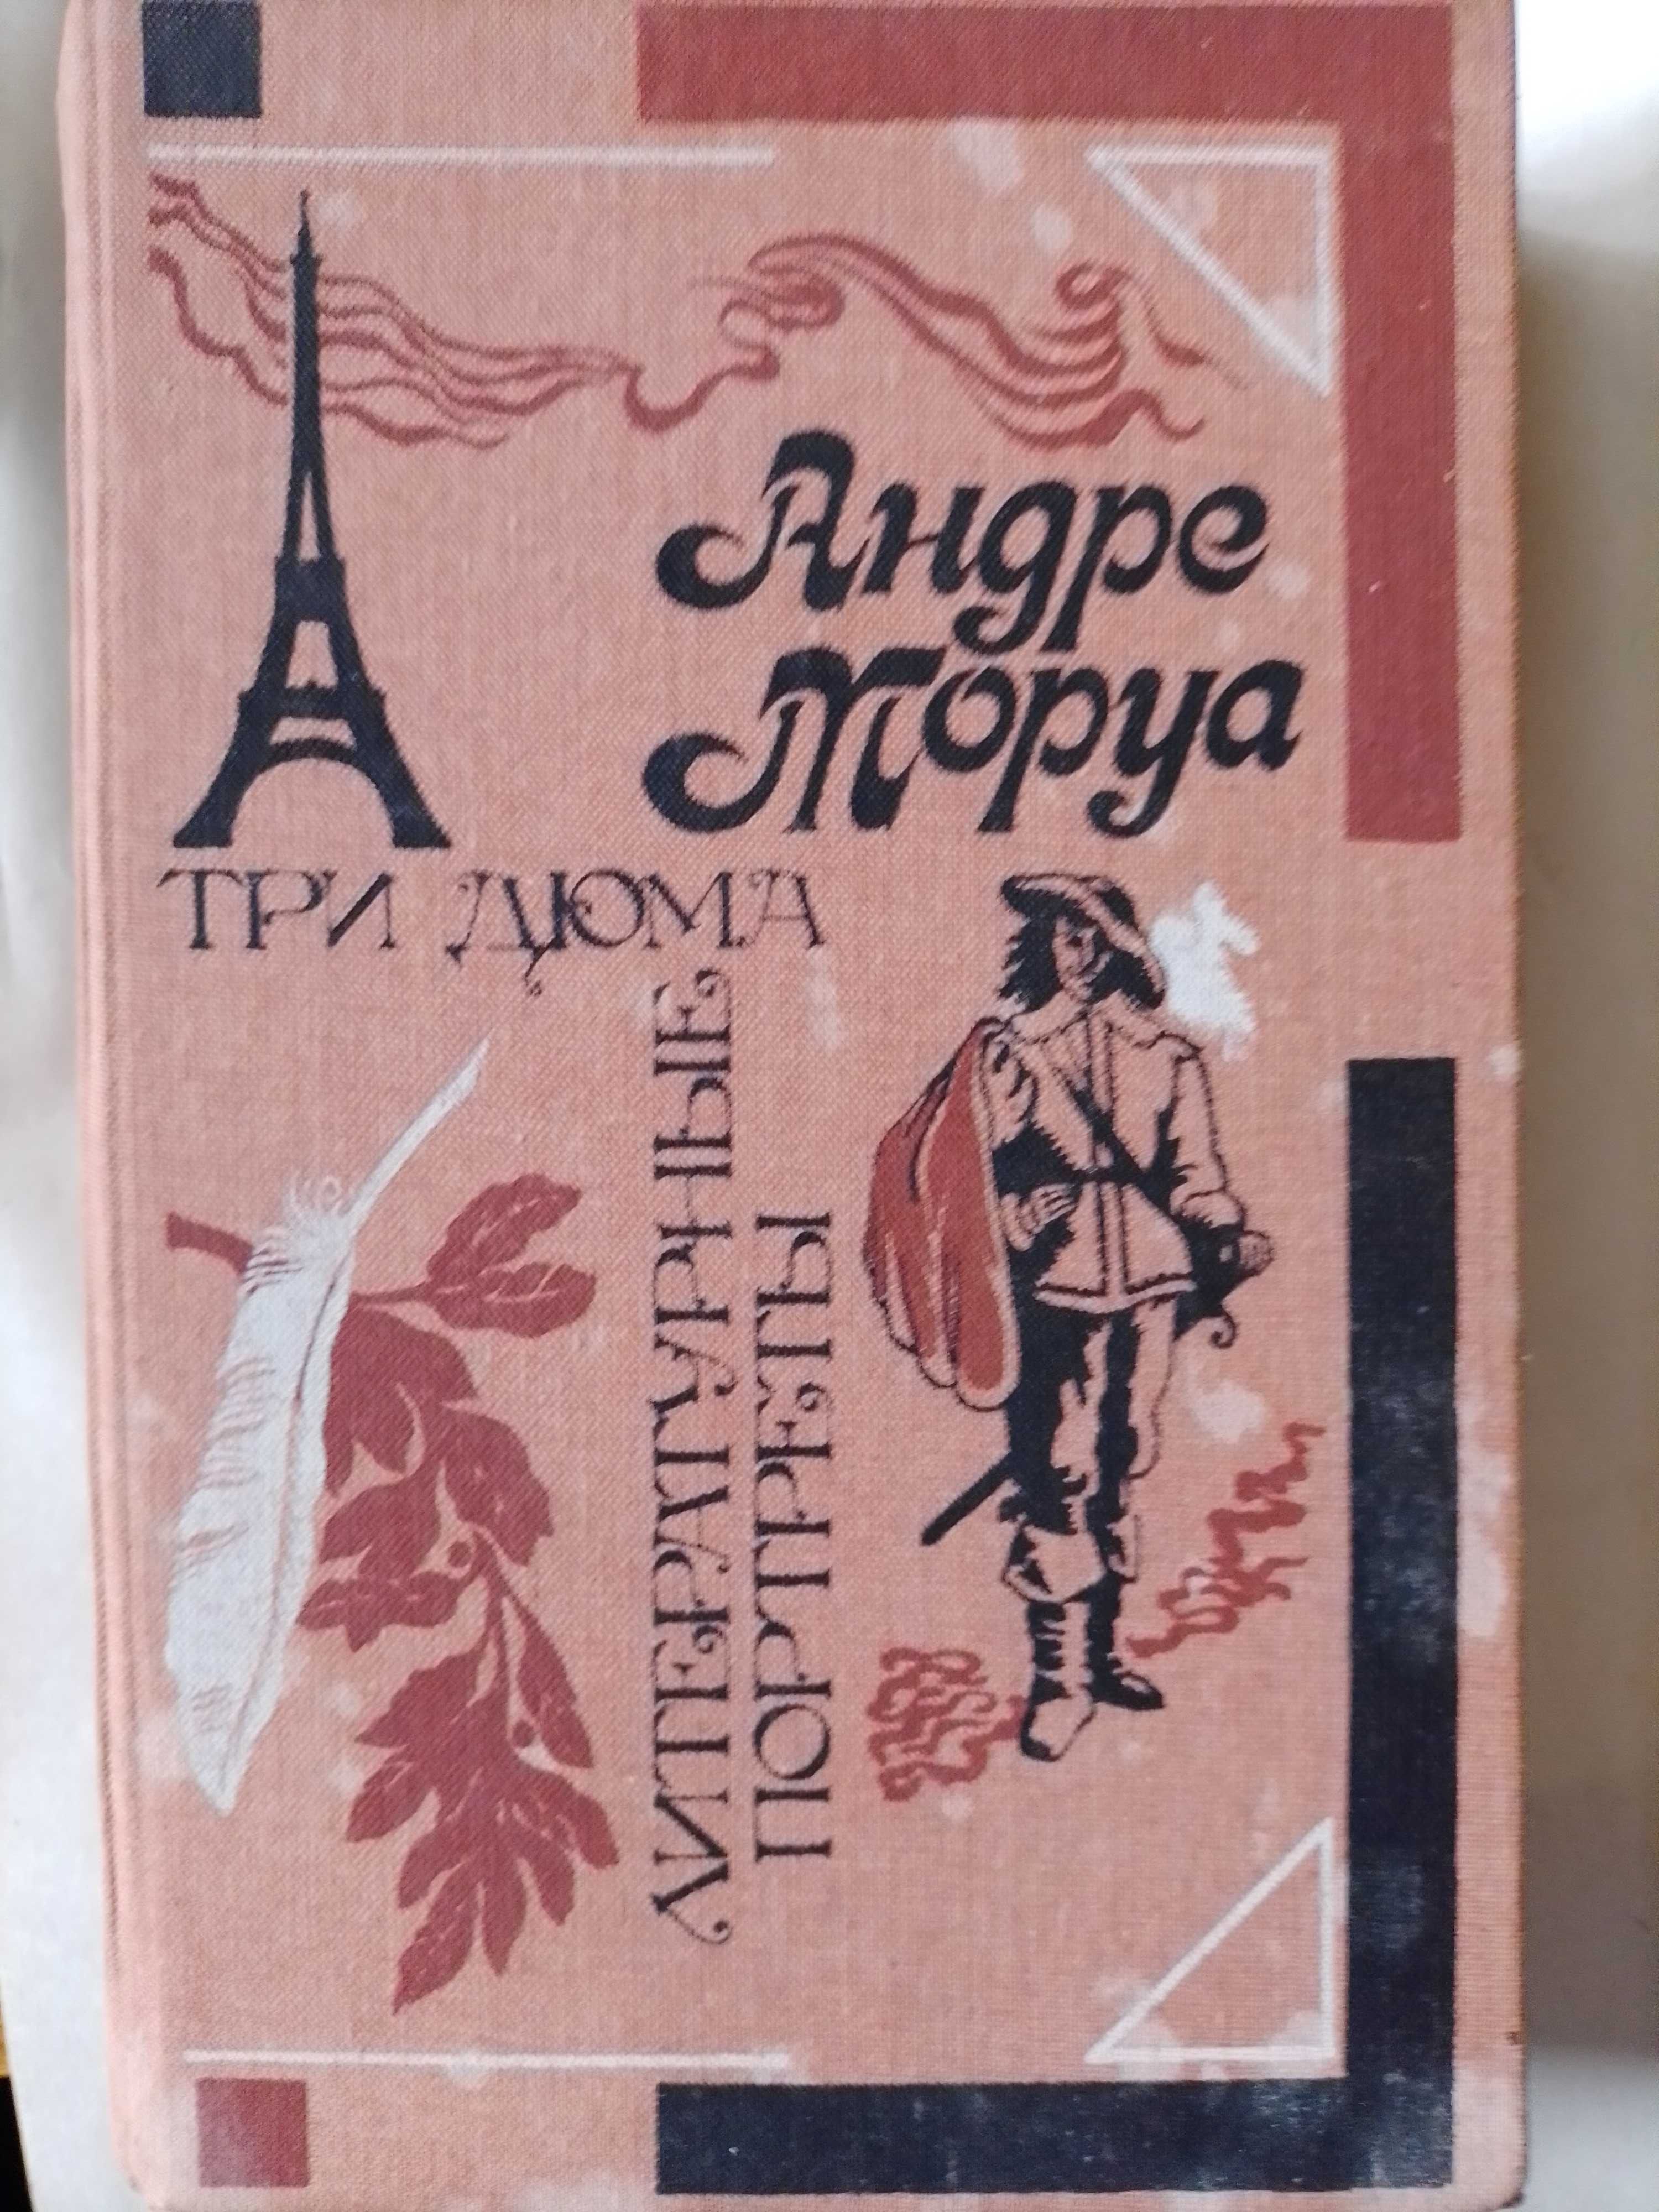 Андре
Моруа
ТРИ ДЮМА
ЛИТЕРАТУРНЫЕ
ПОРТРЕТЫ